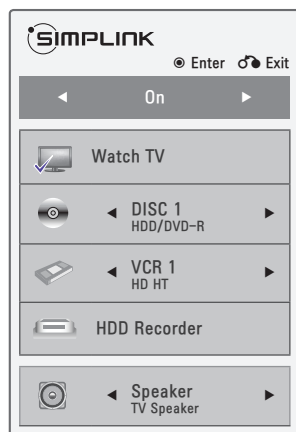 SIMPLINK
Enter Exit
On
Watch TV
DISC 1
HDD/DVD-R
VCR 1
HD HT
HDD Recorder
Speaker
TV Speaker